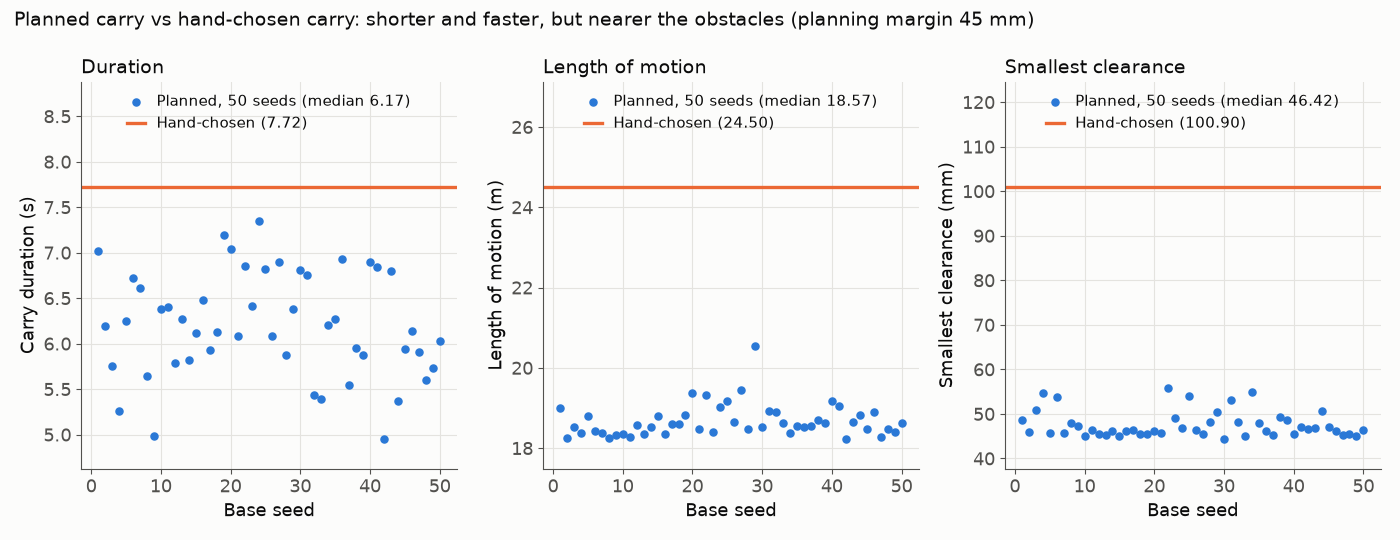 Planned carry vs hand-chosen carry: shorter and faster, but nearer the obstacles (planning margin 45 mm)
Duration
Planned, 50 seeds (median 6.17)
Hand-chosen (7.72)
Carry duration (s)
8.5
8.0
7.5
7.0
6.5
6.0
5.5
5.0
0 10 20 30 40 50
Base seed
Length of motion
Planned, 50 seeds (median 18.57)
Hand-chosen (24.50)
Length of motion (m)
26
24
22
20
18
0 10 20 30 40 50
Base seed
Smallest clearance
Planned, 50 seeds (median 46.42)
Hand-chosen (100.90)
Smallest clearance (mm)
120
110
100
90
80
70
60
50
40
0 10 20 30 40 50
Base seed